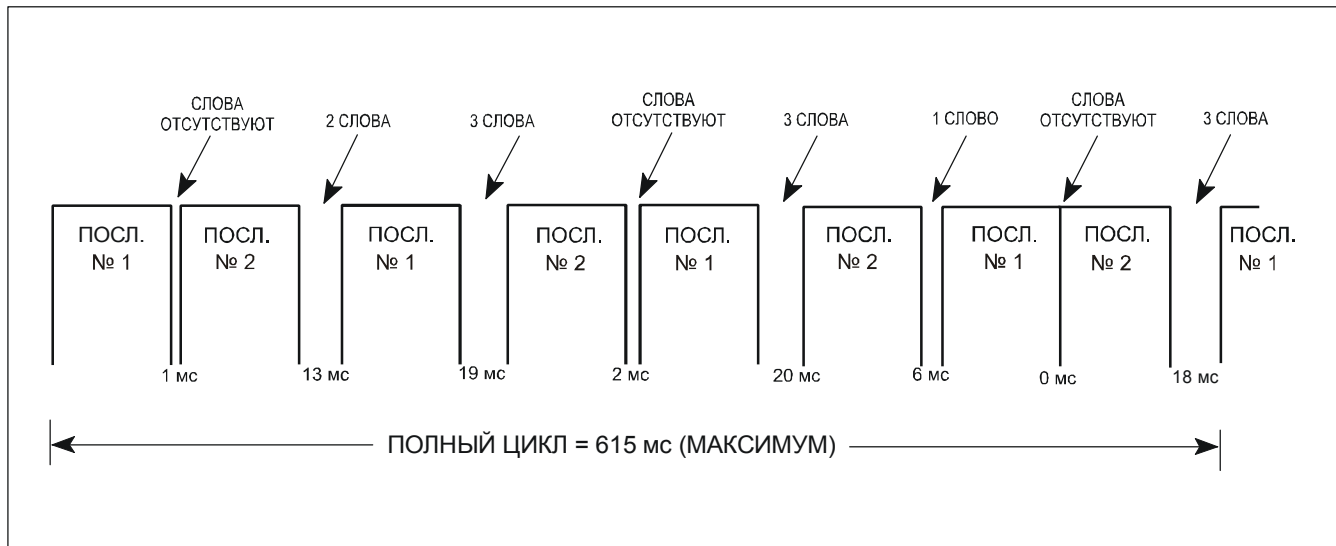 СЛОВА
ОТСУТСТВУЮТ
2 СЛОВА
3 СЛОВА
СЛОВА
ОТСУТСТВУЮТ
3 СЛОВА
1 СЛОВО
СЛОВА
ОТСУТСТВУЮТ
3 СЛОВА
ПОСЛ.
№ 1
ПОСЛ.
№ 2
ПОСЛ.
№ 1
ПОСЛ.
№ 2
ПОСЛ.
№ 1
ПОСЛ.
№ 2
ПОСЛ.
№ 1
ПОСЛ.
№ 2
ПОСЛ.
№ 1
1 мс
13 мс
19 мс
2 мс
20 мс
6 мс
0 мс
18 мс
ПОЛНЫЙ ЦИКЛ = 615 мс (МАКСИМУМ)